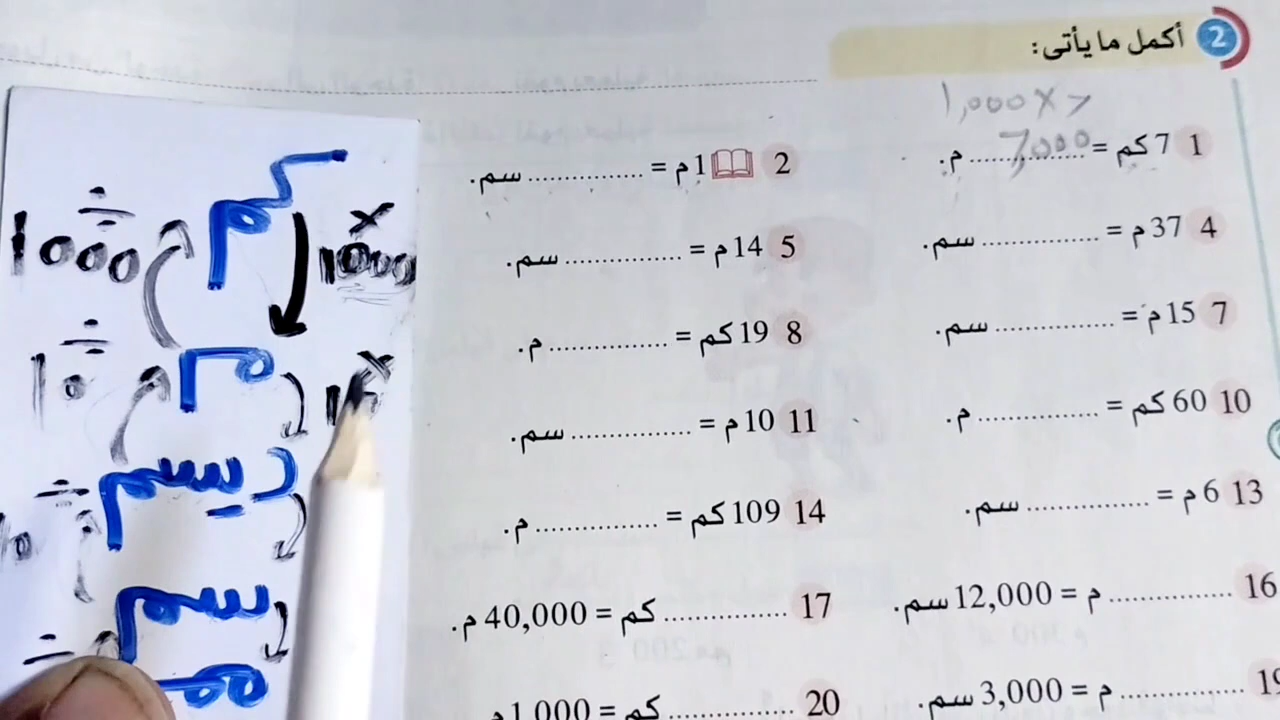 2 أكمل ما يأتى:
1,000 ×
1 7 كم = 7,000 م.
2 1 م = .............. سم.
4 37 م = .............. سم.
5 14 م = .............. سم.
7 15 م = .............. سم.
8 19 كم = .............. م.
10 60 كم = .............. م.
11 10 م = .............. سم.
13 6 م = .............. سم.
14 109 كم = .............. م.
16 .............. م = 12,000 سم.
17 .............. كم = 40,000 م.
19 .............. م = 3,000 سم.
20 .............. كم = 1,000 م
كم
÷ 1000
× 1000
م
÷ 10
× 10
ديسم
÷ 10
سم
÷
مم